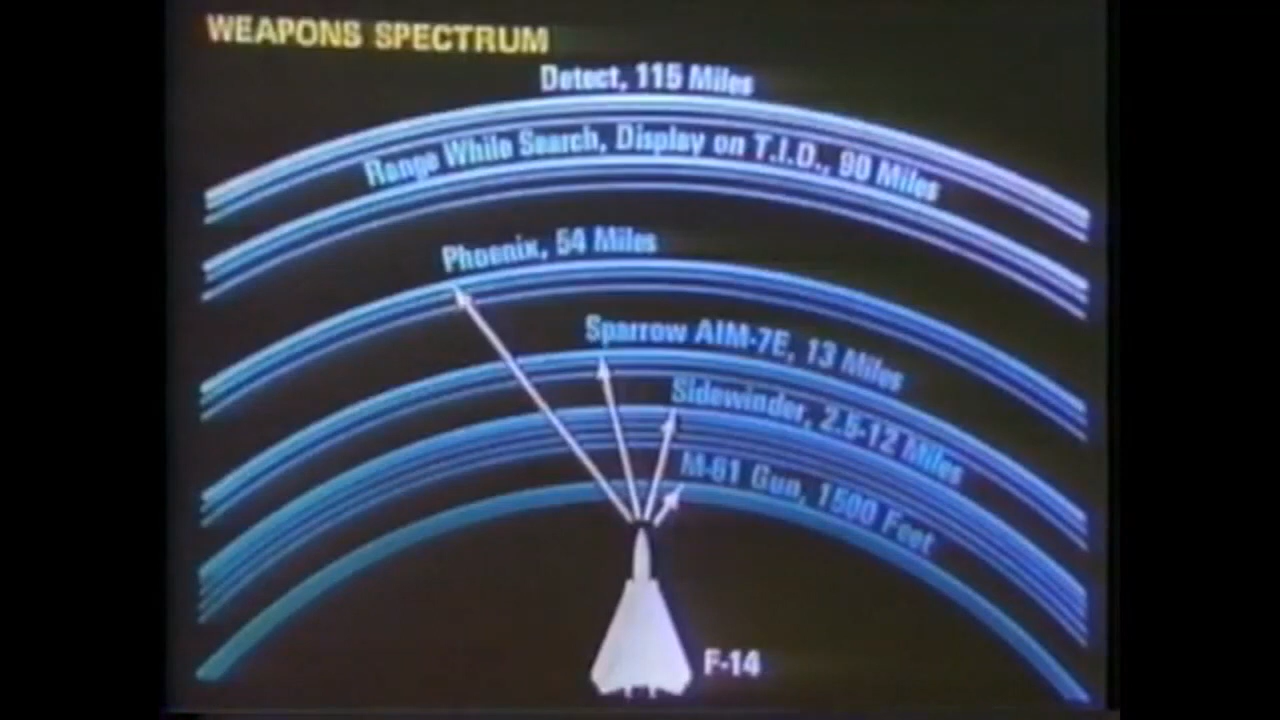 WEAPONS SPECTRUM
Detect, 115 Miles
Range While Search, Display on T.I.D., 90 Miles
Phoenix, 54 Miles
Sparrow AIM-7E, 13 Miles
Sidewinder, 2.5-12 Miles
M-61 Gun, 1500 Feet
F-14